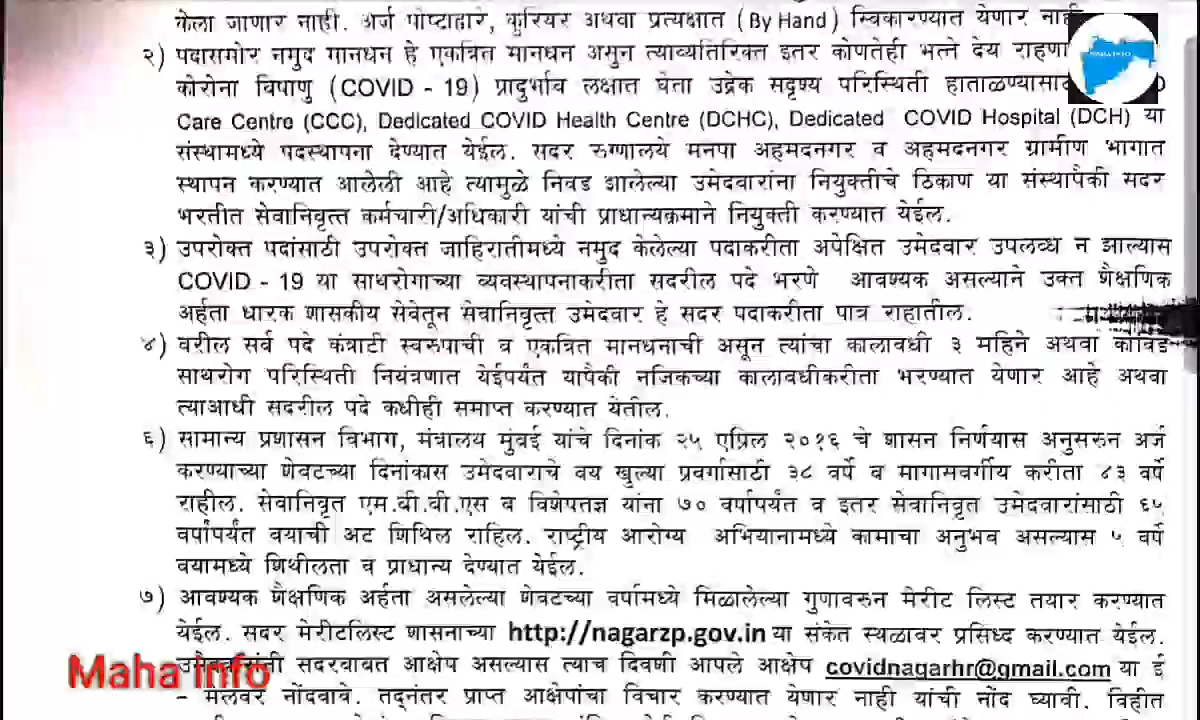 केला जाणार नाही. अर्ज पोष्टाद्वारे, कुरियर अथवा प्रत्यक्षात (By Hand) स्विकारण्यात येणार नाही
२) पदासमोर नमुद मानधन हे एकत्रित मानधन असुन त्याव्यतिरिक्त इतर कोणतेही भत्ते देय
कोरोना विषाणु (COVID - 19) प्रादुर्भाव लक्षात घेता उद्रेक सदृश्य परिस्थिती
Care Centre (CCC), Dedicated COVID Health Centre (DCHC), Dedicated COVID Hospital (DCH) या
संस्थामध्ये पदस्थापना देण्यात येईल. सदर रुग्णालये मनपा अहमदनगर व अहमदनगर ग्रामीण भागात
स्थापन करण्यात आलेली आहे त्यामुळे निवड झालेल्या उमेदवारांना नियुक्तीचे ठिकाण या संस्थापैकी सदर
भरतीत सेवानिवृत्त कर्मचारी/अधिकारी यांची प्राधान्यक्रमाने नियुक्ती करण्यात येईल.
३) उपरोक्त पदांसाठी उपरोक्त जाहिरातीमध्ये नमुद केलेल्या पदाकरीता अपेक्षित उमेदवार उपलब्ध न झाल्यास
COVID - 19 या साथरोगाच्या व्यवस्थापनाकरीता सदरील पदे भरणे आवश्यक असल्याने उक्त शैक्षणिक
अर्हता धारक शासकीय सेवेतून सेवानिवृत्त उमेदवार हे सदर पदाकरीता पात्र राहातील.
४) वरील सर्व पदे कंत्राटी स्वरुपाची व एकत्रित मानधनाची असून त्यांचा कालावधी ३ महिने अथवा कोविड
साथरोग परिस्थिती नियंत्रणात येईपर्यंत यापैकी नजिकच्या कालावधीकरीता भरण्यात येणार आहे अथवा
त्याआधी सदरील पदे कधीही समाप्त करण्यात येतील.
६) सामान्य प्रशासन विभाग, मंत्रालय मुंबई यांचे दिनांक २५ एप्रिल २०१६ चे शासन निर्णयास अनुसरुन अर्ज
करण्याच्या शेवटच्या दिनांकास उमेदवाराचे वय खुल्या प्रवर्गासाठी ३८ वर्षे व मागासवर्गीय करीता ४३ वर्षे
राहील. सेवानिवृत एम.बी.बी.एस व विशेषतज्ञ यांना ७० वर्षापर्यंत व इतर सेवानिवृत उमेदवारांसाठी ६५
वर्षापर्यंत वयाची अट शिथिल राहिल. राष्ट्रीय आरोग्य अभियानामध्ये कामाचा अनुभव असल्यास ५ वर्षे
वयामध्ये शिथीलता व प्राधान्य देण्यात येईल.
७) आवश्यक शैक्षणिक अर्हता असलेल्या शेवटच्या वर्षामध्ये मिळालेल्या गुणावरुन मेरीट लिस्ट तयार करण्यात
येईल. सदर मेरीटलिस्ट शासनाच्या http://nagarzp.gov.in या संकेत स्थळावर प्रसिध्द करण्यात येईल.
सदरबाबत आक्षेप असल्यास त्याच दिवशी आपले आक्षेप covidnagarhr@gmail.com या ई
Maha Info
- मेलवर नोंदवावे. तद्नंतर प्राप्त आक्षेपांचा विचार करण्यात येणार नाही यांची नोंद घ्यावी. विहीत